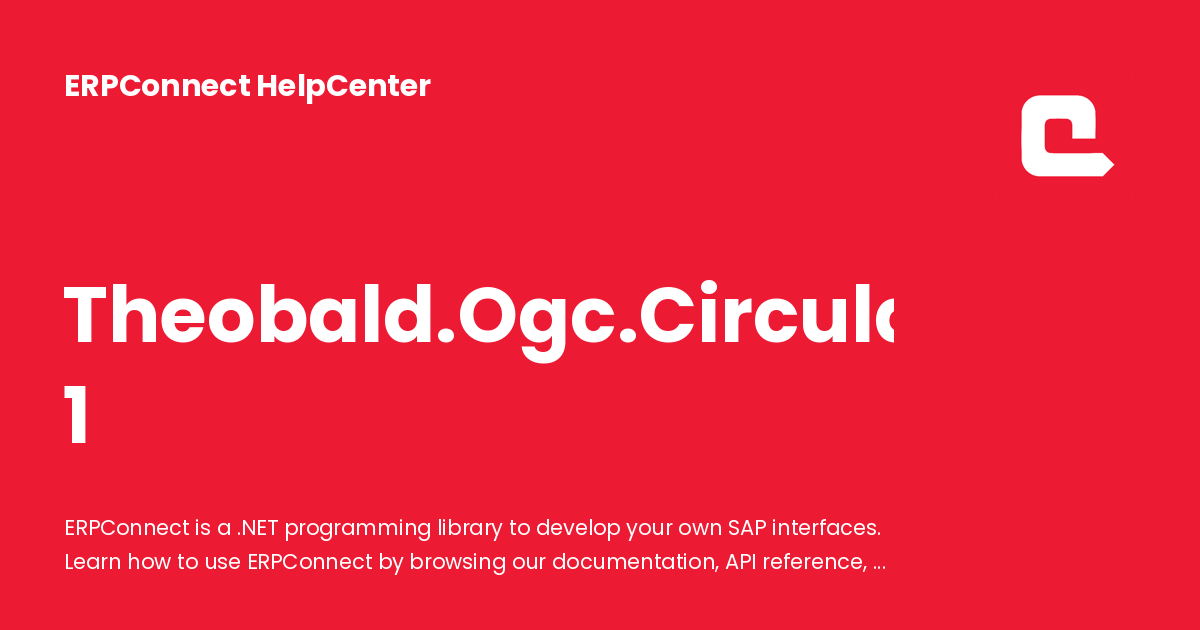 ERPConnect HelpCenter
Theobald.Ogc.Circul
1
ERPConnect is a .NET programming library to develop your own SAP interfaces.
Learn how to use ERPConnect by browsing our documentation, API reference, ...